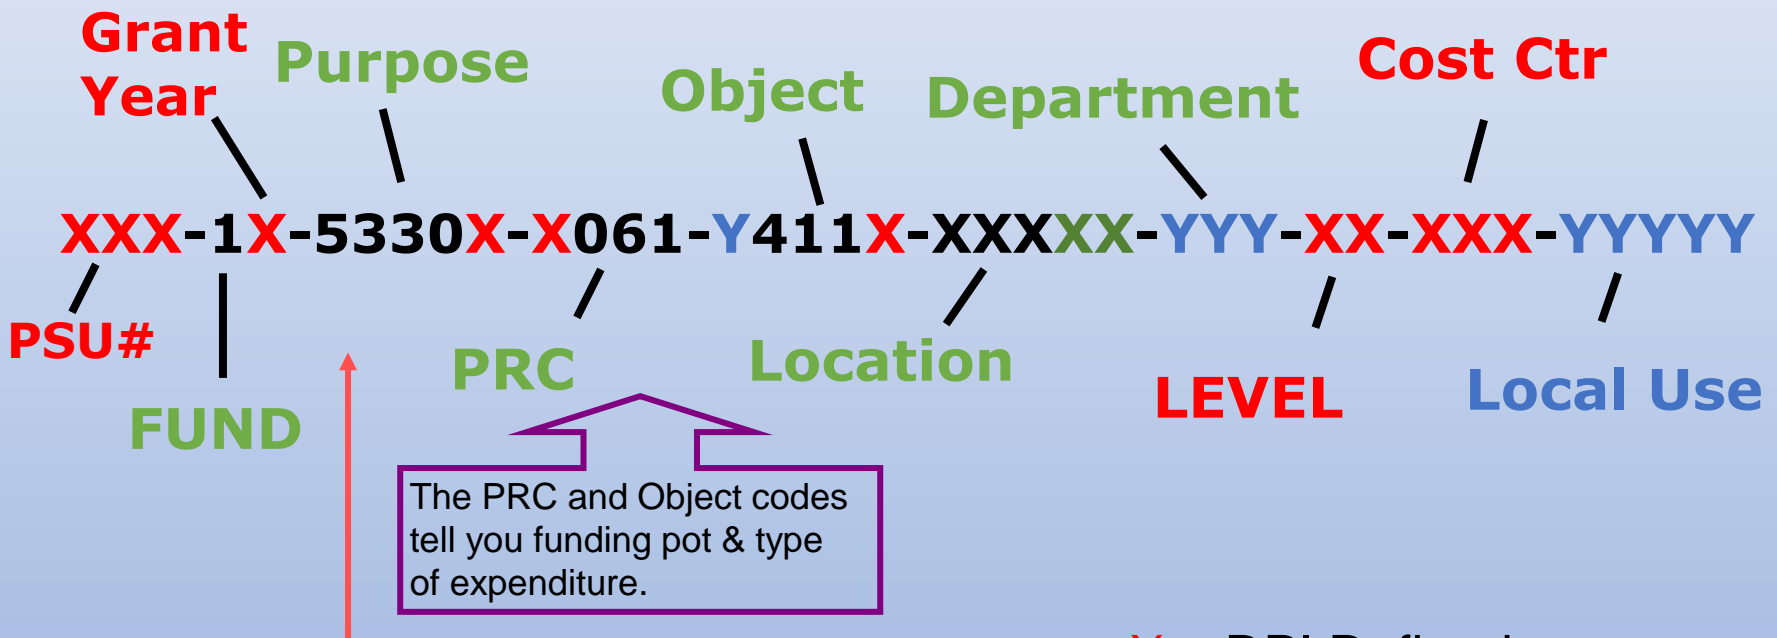 Grant
Year
Purpose
Object
Department
Cost Ctr
XXX-1X-5330X-X061-Y411X-XXXXX-YYY-XX-XXX-YYYYY
PSU#
FUND
PRC
Location
LEVEL
Local Use
The PRC and Object codes
tell you funding pot & type
of expenditure.